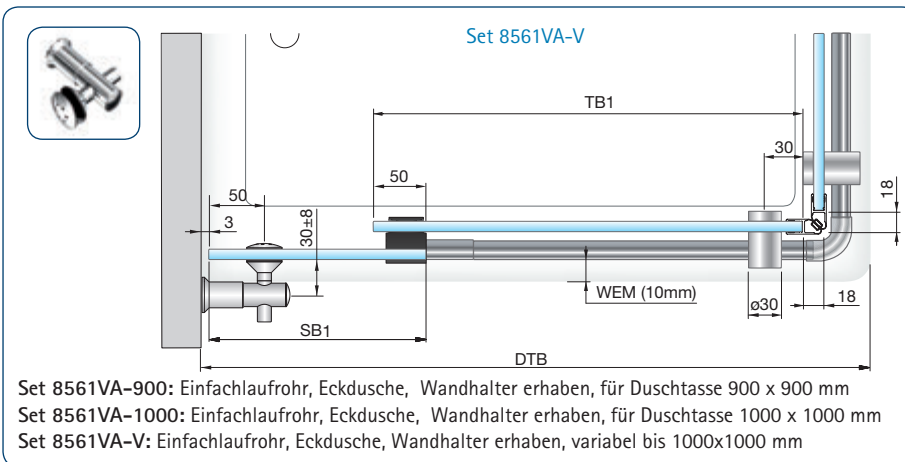 Set 8561VA-V
TB1
30
50
50
18
3
30±8
WEM (10mm)
ø30
18
SB1
DTB
Set 8561VA-900: Einfachlaufrohr, Eckdusche, Wandhalter erhaben, für Duschtasse 900 x 900 mm
Set 8561VA-1000: Einfachlaufrohr, Eckdusche, Wandhalter erhaben, für Duschtasse 1000 x 1000 mm
Set 8561VA-V: Einfachlaufrohr, Eckdusche, Wandhalter erhaben, variabel bis 1000x1000 mm